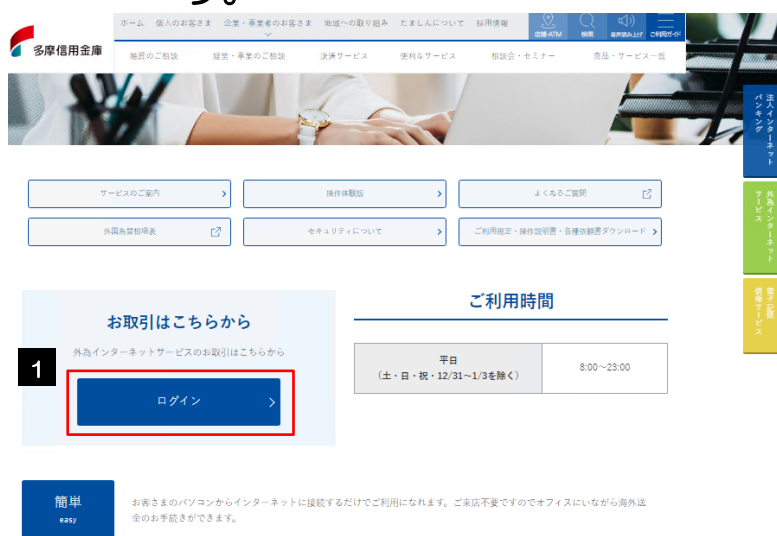 す。
ホーム 個人のお客さま 企業・事業者のお客さま 地域への取り組み たましんについて 採用情報
店舗・ATM 検索 音声読み上げ ご利用ガイド
多摩信用金庫
融資のご相談 経営・事業のご相談 決済サービス 便利なサービス 相談会・セミナー 商品・サービス一覧
法人インターネットバンキング
外為インターネットサービス
電子記録債権サービス
サービスのご案内 操作体験版 よくあるご質問
外国為替相場表 セキュリティについて ご利用規定・操作説明書・各種依頼書ダウンロード
お取引はこちらから
外為インターネットサービスのお取引はこちらから
1
ログイン
ご利用時間
平日
(土・日・祝・12/31~1/3を除く)
8:00~23:00
簡単
easy
お客さまのパソコンからインターネットに接続するだけでご利用になれます。ご来店不要ですのでオフィスにいながら海外送
金のお手続きができます。